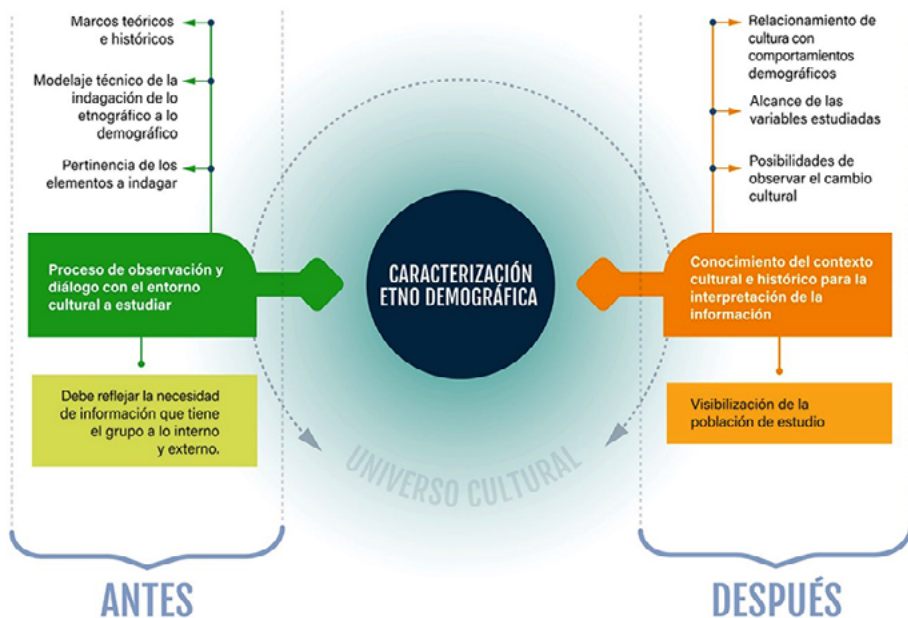 Marcos teóricos
e históricos
Modelaje técnico de la
indagación de lo
etnográfico a lo
demográfico
Pertinencia de los
elementos a indagar
Proceso de observación y
diálogo con el entorno
cultural a estudiar
Debe reflejar la necesidad
de información que tiene
el grupo a lo interno
y externo.
ANTES
CARACTERIZACIÓN
ETNO DEMOGRÁFICA
UNIVERSO CULTURAL
Relacionamiento de
cultura con
comportamientos
demográficos
Alcance de las
variables estudiadas
Posibilidades de
observar el cambio
cultural
Conocimiento del contexto
cultural e histórico para la
interpretación de la
información
Visibilización de la
población de estudio
DESPUÉS